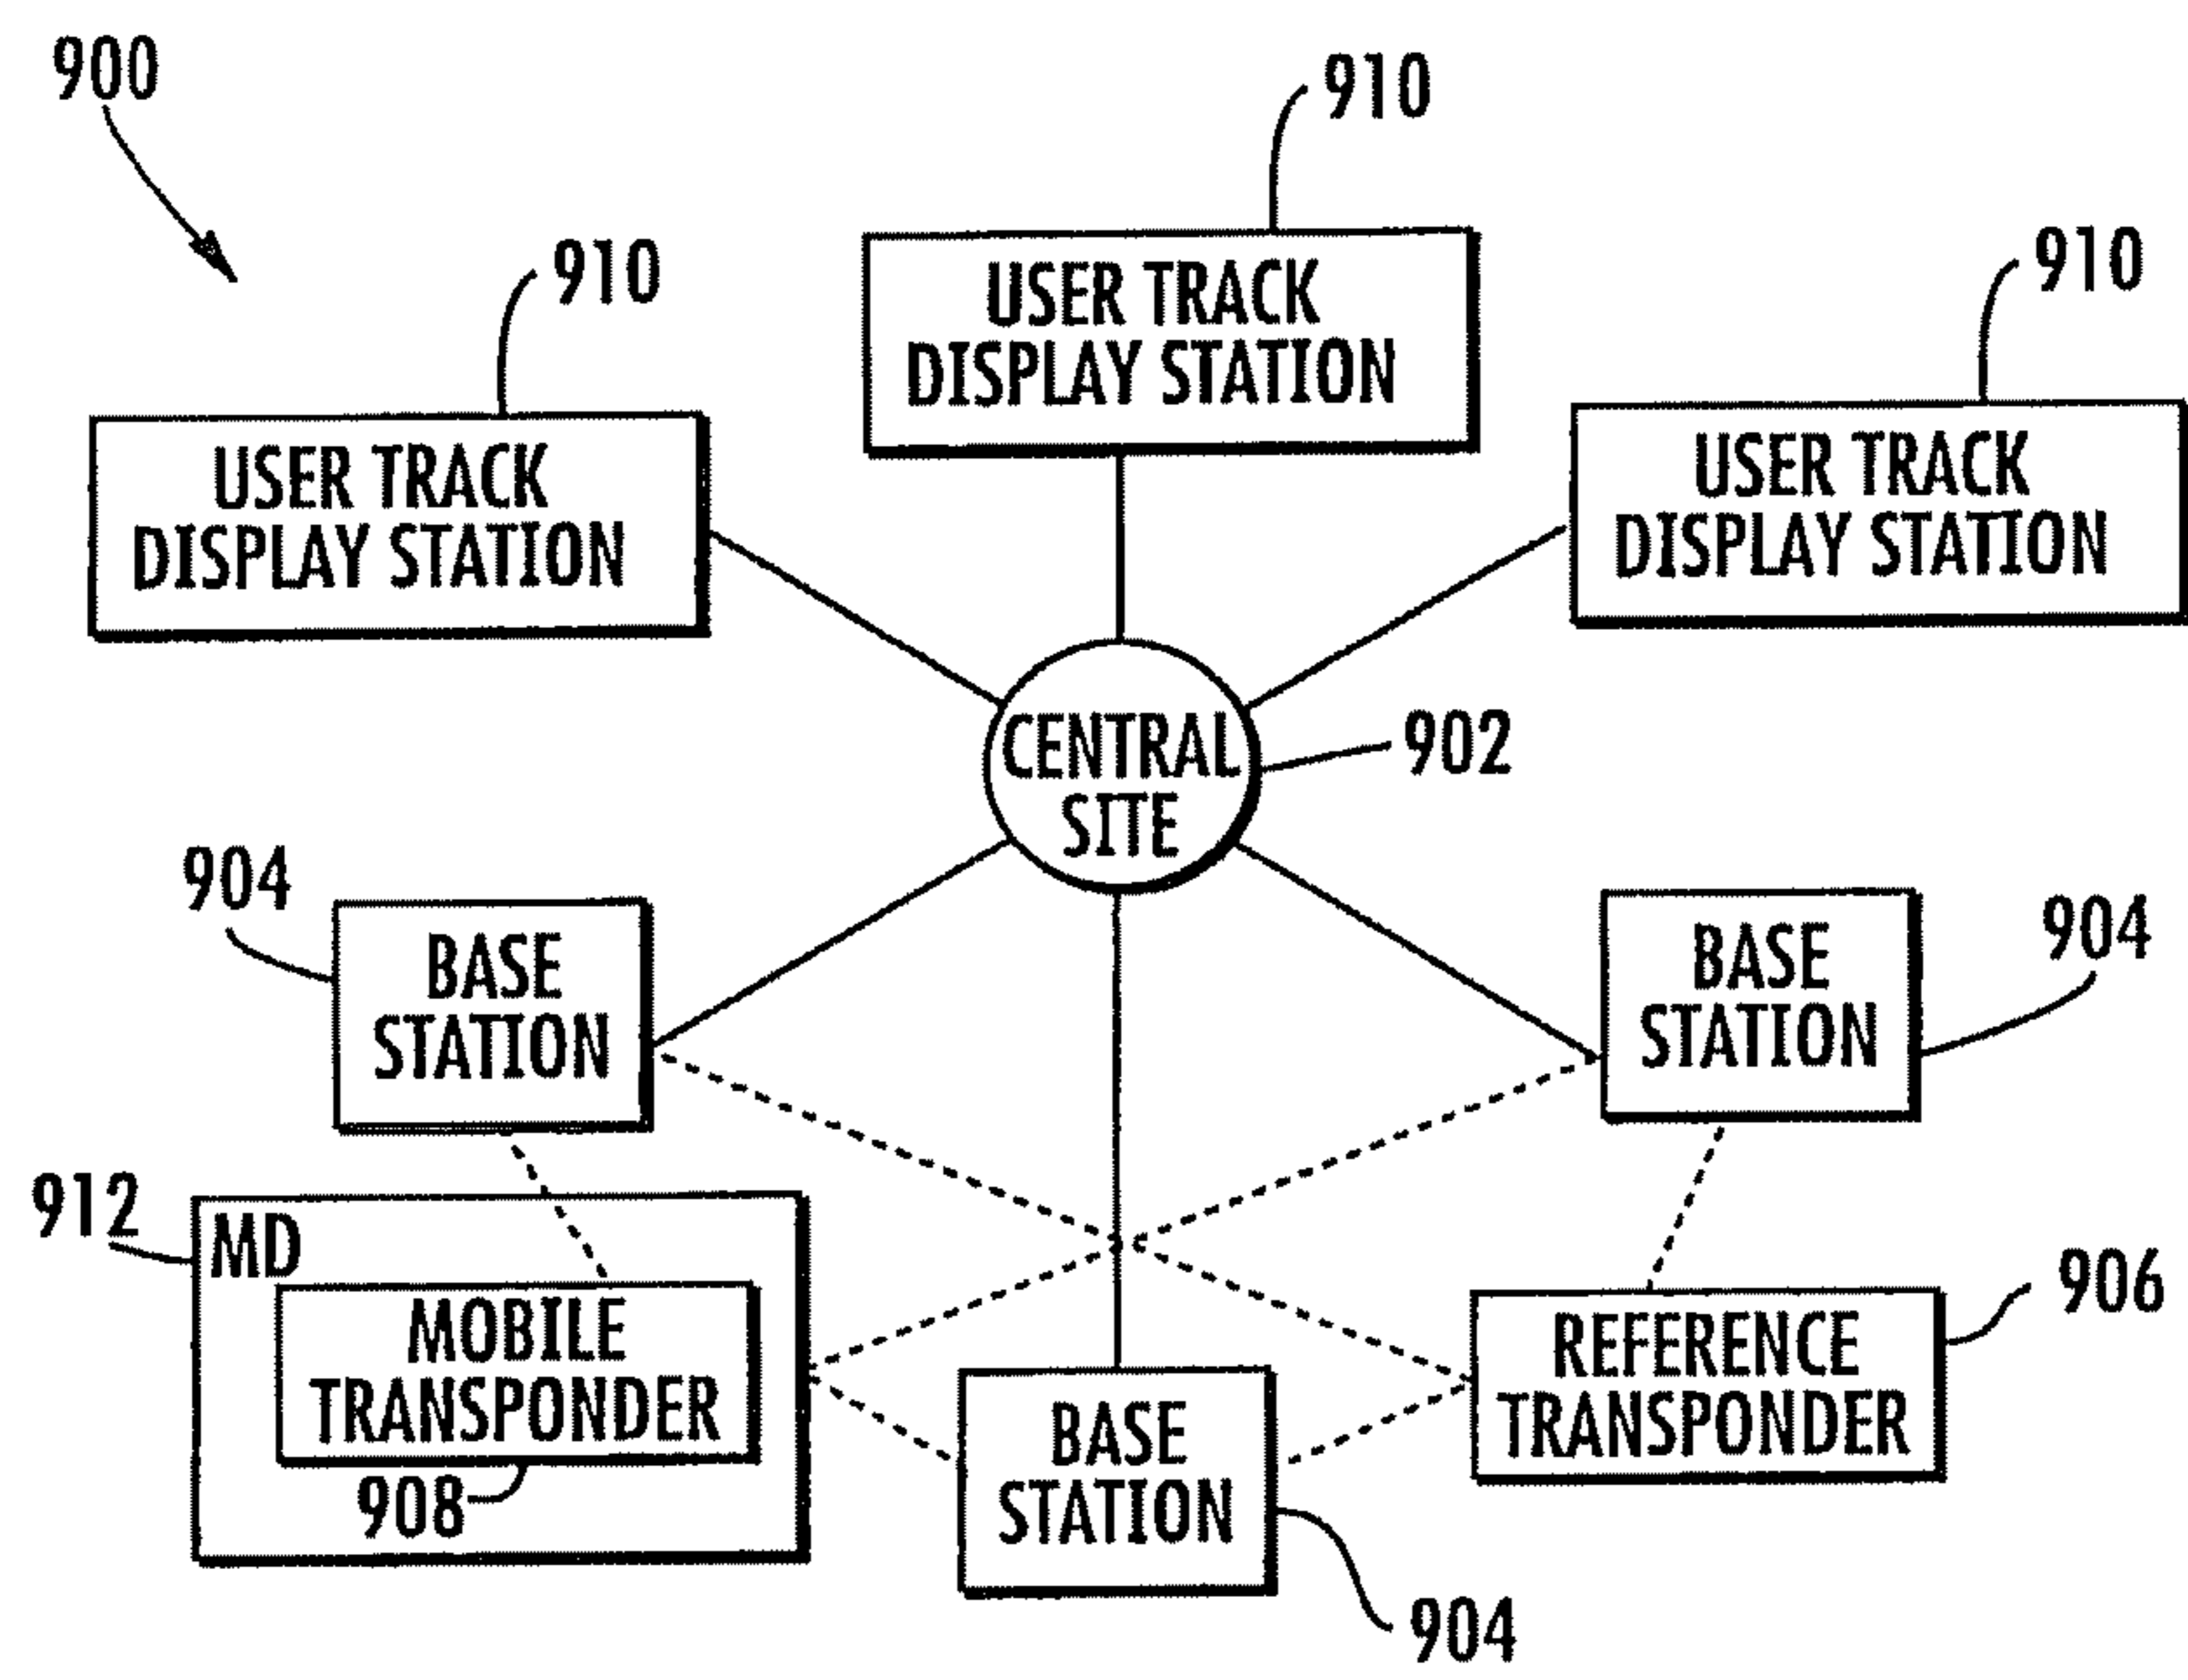 900
910
910
910
USER TRACK
DISPLAY STATION
USER TRACK
DISPLAY STATION
USER TRACK
DISPLAY STATION
CENTRAL
SITE
902
904
BASE
STATION
BASE
STATION
904
912
MD
MOBILE
TRANSPONDER
908
BASE
STATION
904
REFERENCE
TRANSPONDER
906